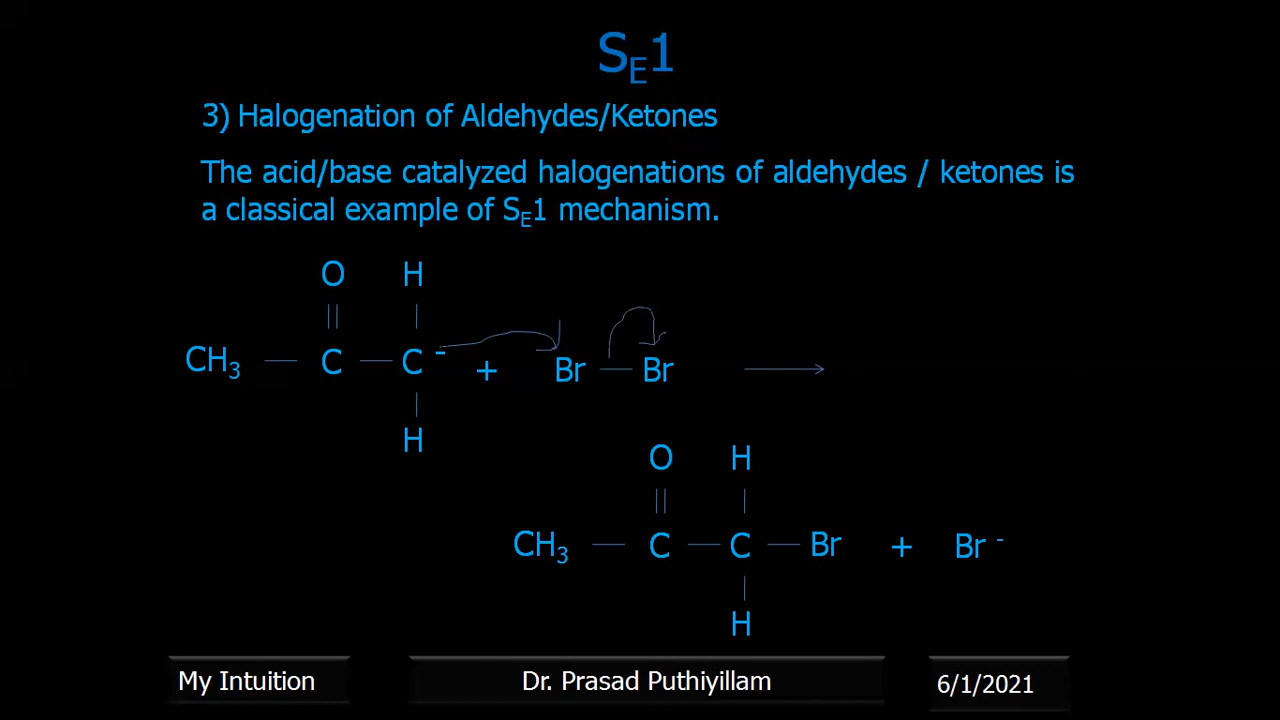 SE1
3) Halogenation of Aldehydes/Ketones
The acid/base catalyzed halogenations of aldehydes / ketones is
a classical example of SE1 mechanism.
O H
CH3 — C — C - + Br — Br ⟶
H
O H
CH3 — C — C — Br + Br -
H
My Intuition
Dr. Prasad Puthiyillam
6/1/2021